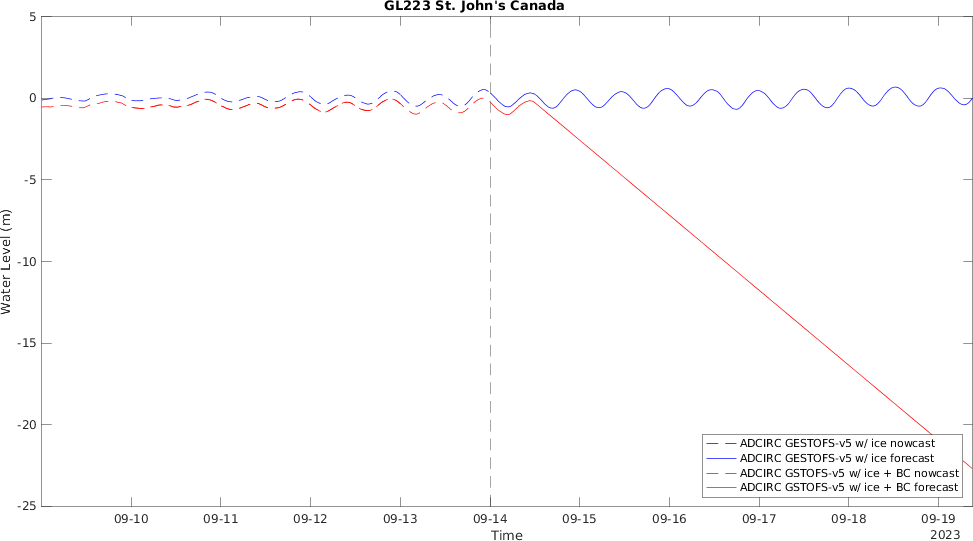 GL223 St. John's Canada
5
0
-5
-10
-15
-20
-25
Water Level (m)
ADCIRC GESTOFS-v5 w/ ice nowcast
ADCIRC GESTOFS-v5 w/ ice forecast
ADCIRC GSTOFS-v5 w/ ice + BC nowcast
ADCIRC GSTOFS-v5 w/ ice + BC forecast
09-10 09-11 09-12 09-13 09-14 09-15 09-16 09-17 09-18 09-19
2023
Time